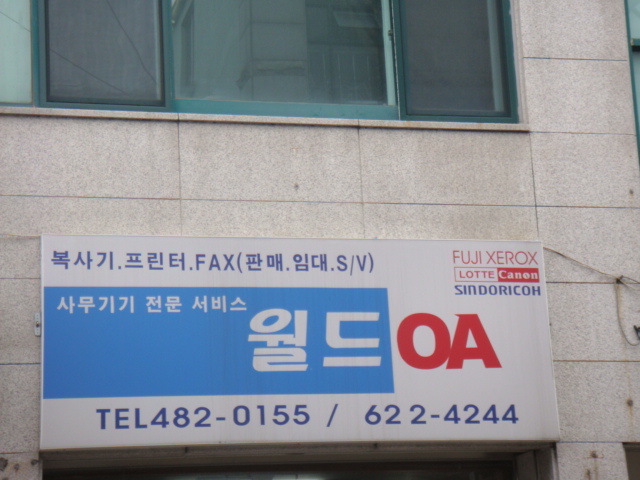 복사기.프린터.FAX(판매.임대.S/V)
FUJI XEROX
LOTTE Canon
SINDORICOH
사무기기 전문 서비스
월드OA
TEL482-0155 / 622-4244